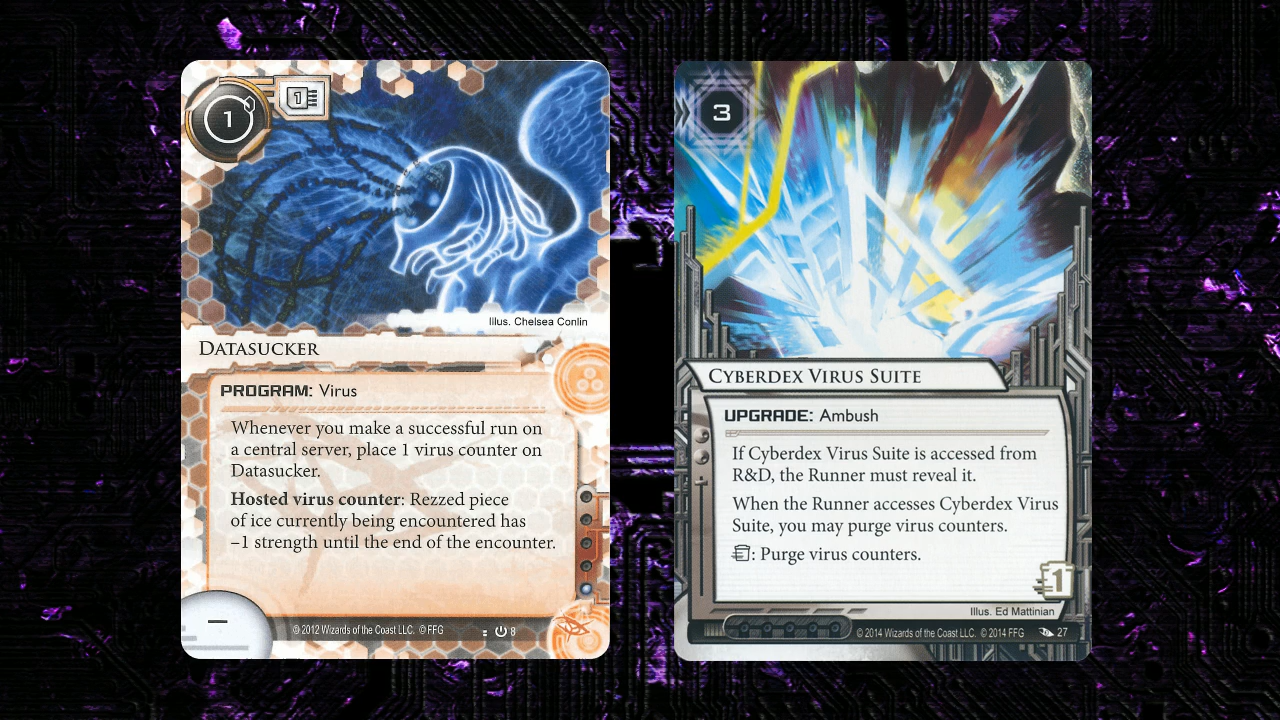 1
1
Illus. Chelsea Conlin
DATASUCKER
PROGRAM: Virus
Whenever you make a successful run on
a central server, place 1 virus counter on
Datasucker.
Hosted virus counter: Rezzed piece
of ice currently being encountered has
–1 strength until the end of the encounter.
–
© 2012 Wizards of the Coast LLC. © FFG
8
3
CYBERDEX VIRUS SUITE
UPGRADE: Ambush
If Cyberdex Virus Suite is accessed from
R&D, the Runner must reveal it.
When the Runner accesses Cyberdex Virus
Suite, you may purge virus counters.
: Purge virus counters.
1
Illus. Ed Mattinian
© 2014 Wizards of the Coast LLC. © 2014 FFG
27